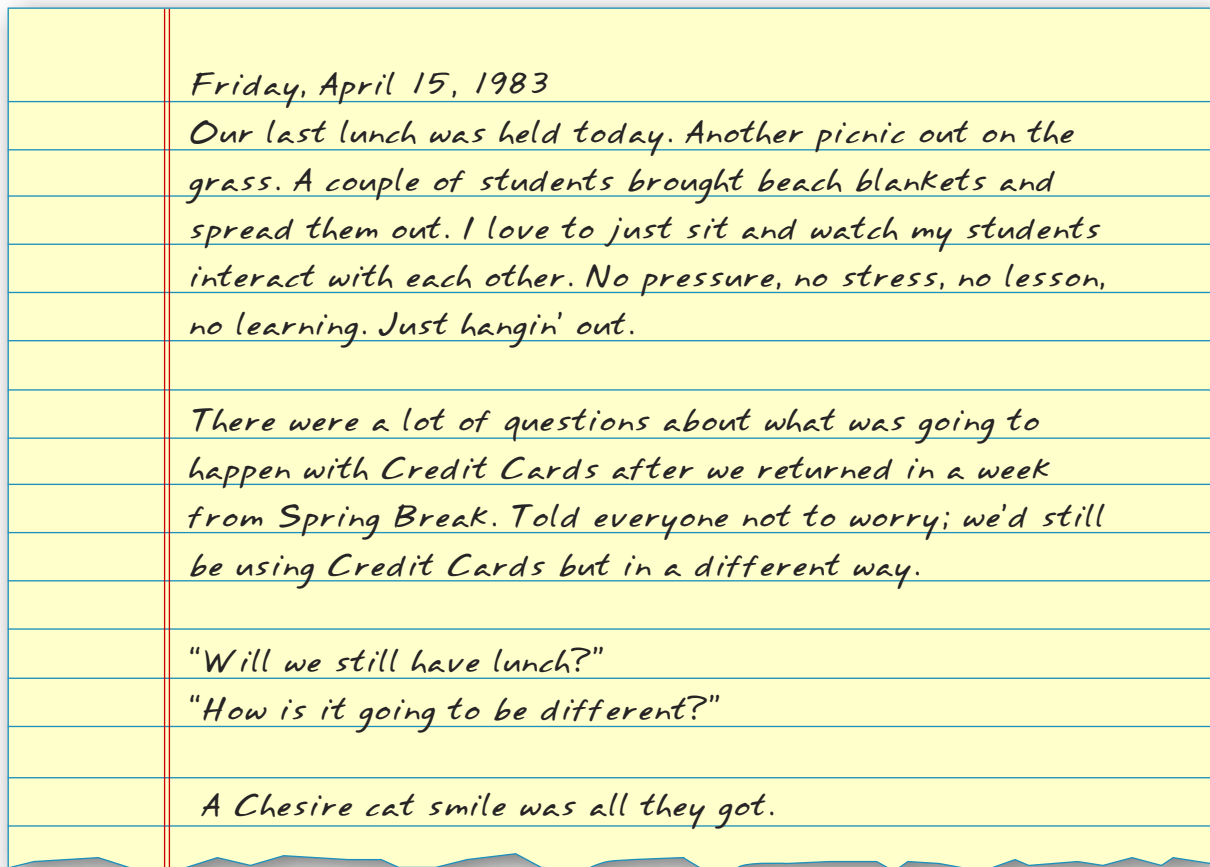 Friday, April 15, 1983
Our last lunch was held today. Another picnic out on the
grass. A couple of students brought beach blankets and
spread them out. I love to just sit and watch my students
interact with each other. No pressure, no stress, no lesson,
no learning. Just hangin' out.
There were a lot of questions about what was going to
happen with Credit Cards after we returned in a week
from Spring Break. Told everyone not to worry; we'd still
be using Credit Cards but in a different way.
"Will we still have lunch?"
"How is it going to be different?"
A Chesire cat smile was all they got.